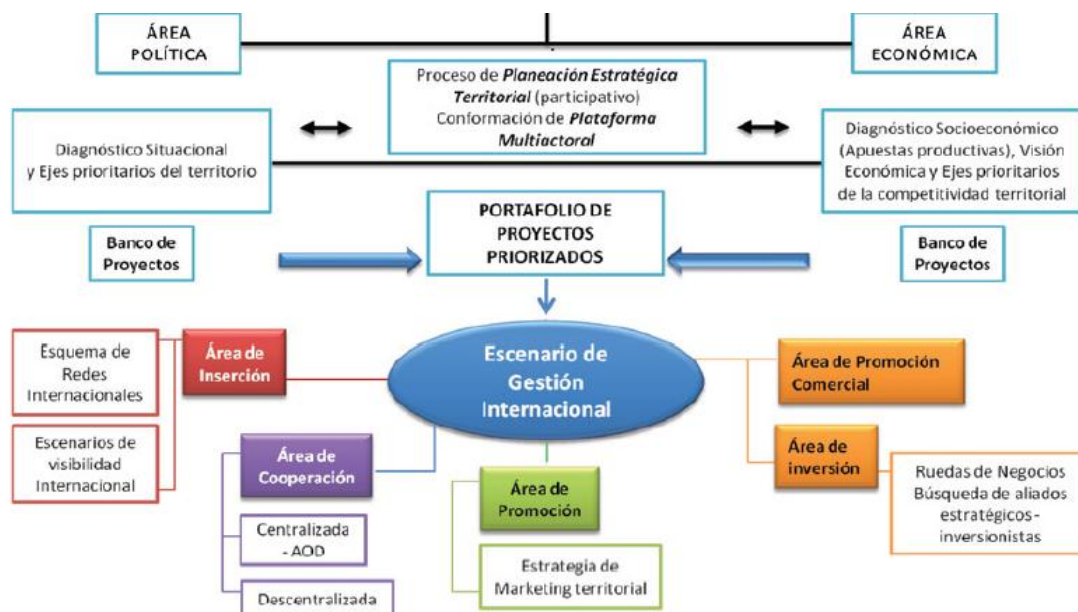 ÁREA
POLÍTICA
ÁREA
ECONÓMICA
Proceso de Planeación Estratégica
Territorial (participativo)
Conformación de Plataforma
Multiactoral
Diagnóstico Situacional
y Ejes prioritarios del territorio
Diagnóstico Socioeconómico
(Apuestas productivas), Visión
Económica y Ejes prioritarios
de la competitividad territorial
Banco de
Proyectos
PORTAFOLIO DE
PROYECTOS
PRIORIZADOS
Banco de
Proyectos
Esquema de
Redes
Internacionales
Área de
Inserción
Escenario de
Gestión
Internacional
Área de Promoción
Comercial
Escenarios de
visibilidad
Internacional
Área de
Cooperación
Centralizada
- AOD
Descentralizada
Área de
Promoción
Estrategia de
Marketing territorial
Área de
inversión
Ruedas de Negocios
Búsqueda de aliados
estratégicos-
inversionistas